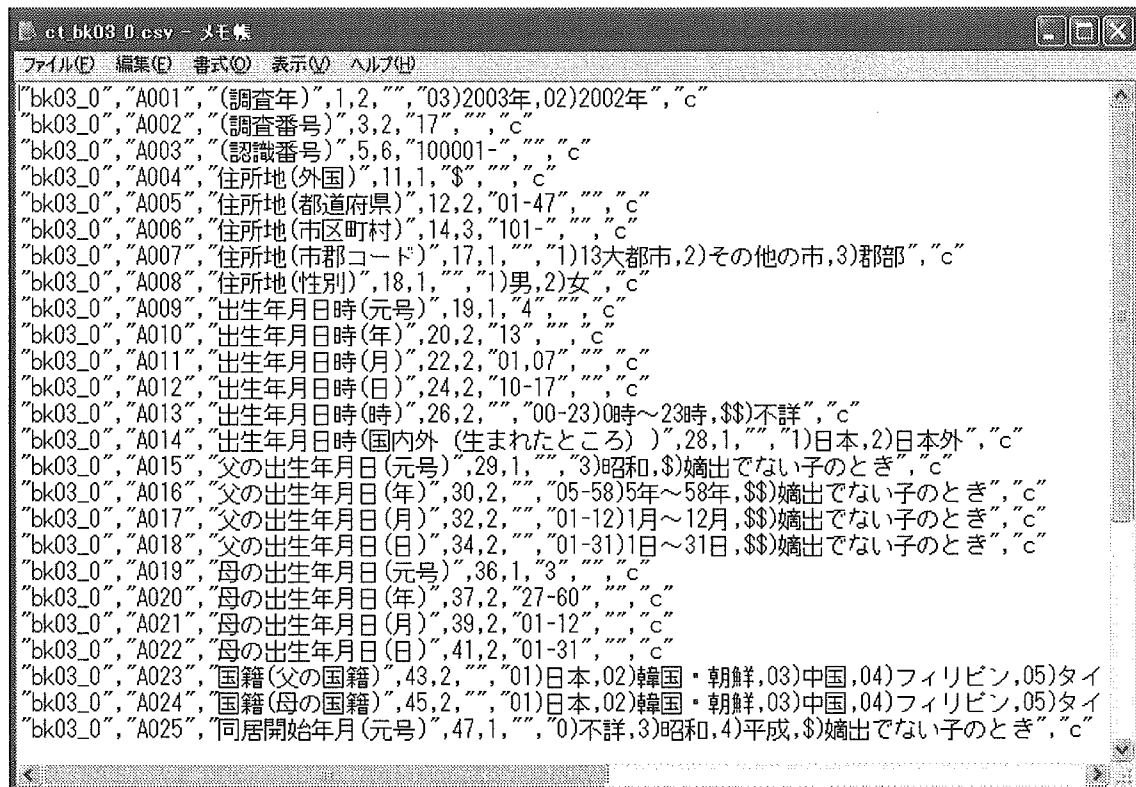 ct_bk03_0.csv - メモ帳
ファイル(F) 編集(E) 書式(O) 表示(V) ヘルプ(H)
"bk03_0","A001","(調査年)",1,2,"","03)2003年,02)2002年","c"
"bk03_0","A002","(調査番号)",3,2,"17","","c"
"bk03_0","A003","(認識番号)",5,6,"100001-","","c"
"bk03_0","A004","住所地(外国)",11,1,"$","","c"
"bk03_0","A005","住所地(都道府県)",12,2,"01-47","","c"
"bk03_0","A006","住所地(市区町村)",14,3,"101-","","c"
"bk03_0","A007","住所地(市郡コード)",17,1,"","1)13大都市,2)その他の市,3)郡部","c"
"bk03_0","A008","住所地(性別)",18,1,"","1)男,2)女","c"
"bk03_0","A009","出生年月日時(元号)",19,1,"4","","c"
"bk03_0","A010","出生年月日時(年)",20,2,"13","","c"
"bk03_0","A011","出生年月日時(月)",22,2,"01,07","","c"
"bk03_0","A012","出生年月日時(日)",24,2,"10-17","","c"
"bk03_0","A013","出生年月日時(時)",26,2,"","00-23)0時～23時,$$)不詳","c"
"bk03_0","A014","出生年月日時(国内外（生まれたところ）)",28,1,"","1)日本,2)日本外","c"
"bk03_0","A015","父の出生年月日(元号)",29,1,"","3)昭和,$)嫡出でない子のとき","c"
"bk03_0","A016","父の出生年月日(年)",30,2,"","05-58)5年～58年,$$)嫡出でない子のとき","c"
"bk03_0","A017","父の出生年月日(月)",32,2,"","01-12)1月～12月,$$)嫡出でない子のとき","c"
"bk03_0","A018","父の出生年月日(日)",34,2,"","01-31)1日～31日,$$)嫡出でない子のとき","c"
"bk03_0","A019","母の出生年月日(元号)",36,1,"3","","c"
"bk03_0","A020","母の出生年月日(年)",37,2,"27-60","","c"
"bk03_0","A021","母の出生年月日(月)",39,2,"01-12","","c"
"bk03_0","A022","母の出生年月日(日)",41,2,"01-31","","c"
"bk03_0","A023","国籍(父の国籍)",43,2,"","01)日本,02)韓国・朝鮮,03)中国,04)フィリピン,05)タイ
"bk03_0","A024","国籍(母の国籍)",45,2,"","01)日本,02)韓国・朝鮮,03)中国,04)フィリピン,05)タイ
"bk03_0","A025","同居開始年月(元号)",47,1,"","0)不詳,3)昭和,4)平成,$)嫡出でない子のとき","c"